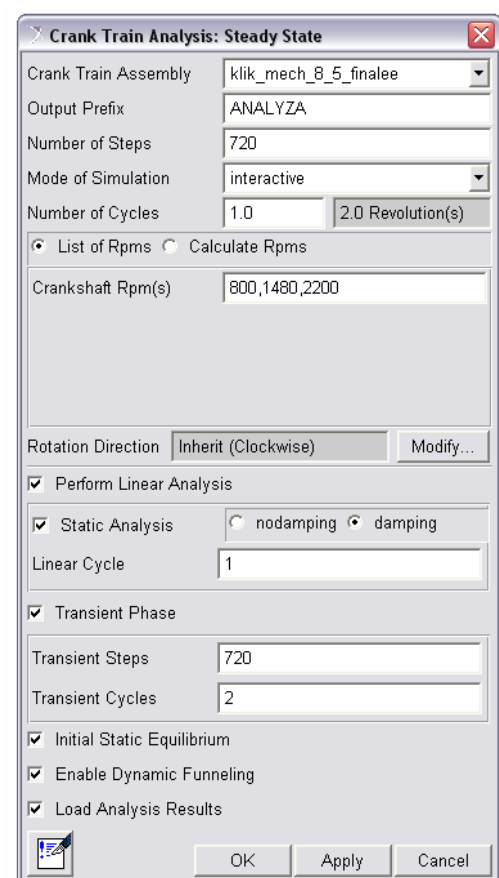 Crank Train Analysis: Steady State
Crank Train Assembly klik_mech_8_5_finalee
Output Prefix ANALYZA
Number of Steps 720
Mode of Simulation interactive
Number of Cycles 1.0 2.0 Revolution(s)
List of Rpms Calculate Rpms
Crankshaft Rpm(s) 800,1480,2200
Rotation Direction Inherit (Clockwise) Modify...
Perform Linear Analysis
Static Analysis nodamping damping
Linear Cycle 1
Transient Phase
Transient Steps 720
Transient Cycles 2
Initial Static Equilibrium
Enable Dynamic Funneling
Load Analysis Results
OK Apply Cancel